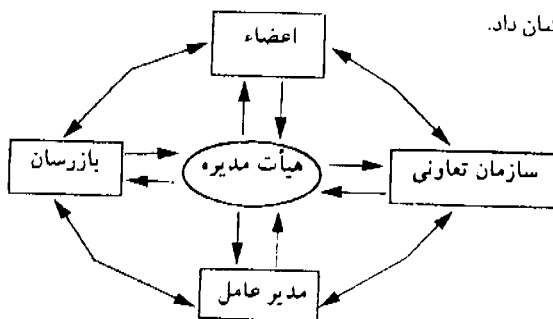 نشان داد.
اعضاء
بازرسان
هیأت مدیره
سازمان تعاونی
مدیر عامل